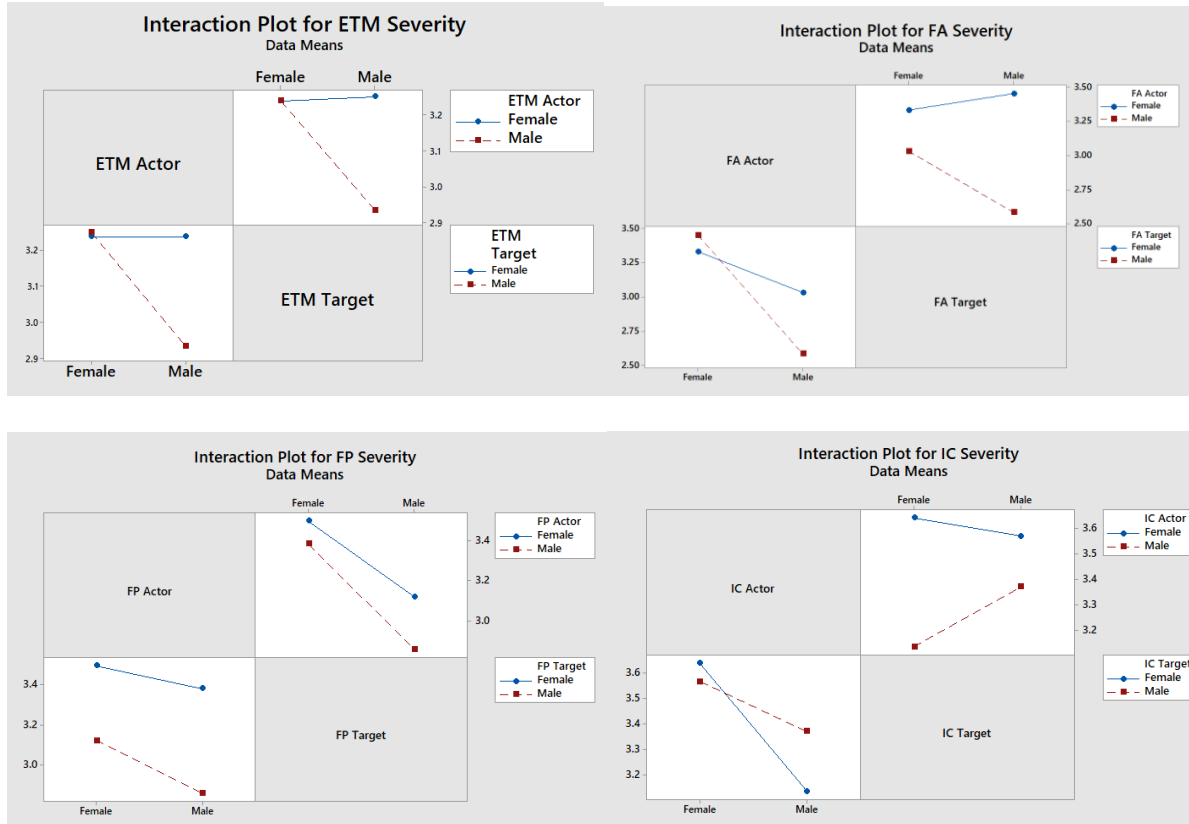 Interaction Plot for ETM Severity
Data Means
Female Male
ETM Actor
3.2
3.1
3.0
2.9
ETM Actor
Female
Male
3.2
3.1
3.0
2.9
ETM Target
ETM
Target
Female
Male
Female Male
Interaction Plot for FA Severity
Data Means
Female Male
FA Actor
3.50
3.00
2.75
2.50
FA Actor
Female
Male
3.50
3.25
3.00
2.75
2.50
FA Target
FA Target
Female
Male
Female Male
Interaction Plot for FP Severity
Data Means
Female Male
FP Actor
3.4
3.2
3.0
FP Actor
Female
Male
3.4
3.2
3.0
FP Target
FP Target
Female
Male
Female Male
Interaction Plot for IC Severity
Data Means
Female Male
IC Actor
3.6
3.5
3.4
3.3
3.2
IC Actor
Female
Male
3.6
3.5
3.4
3.3
3.2
IC Target
IC Target
Female
Male
Female Male